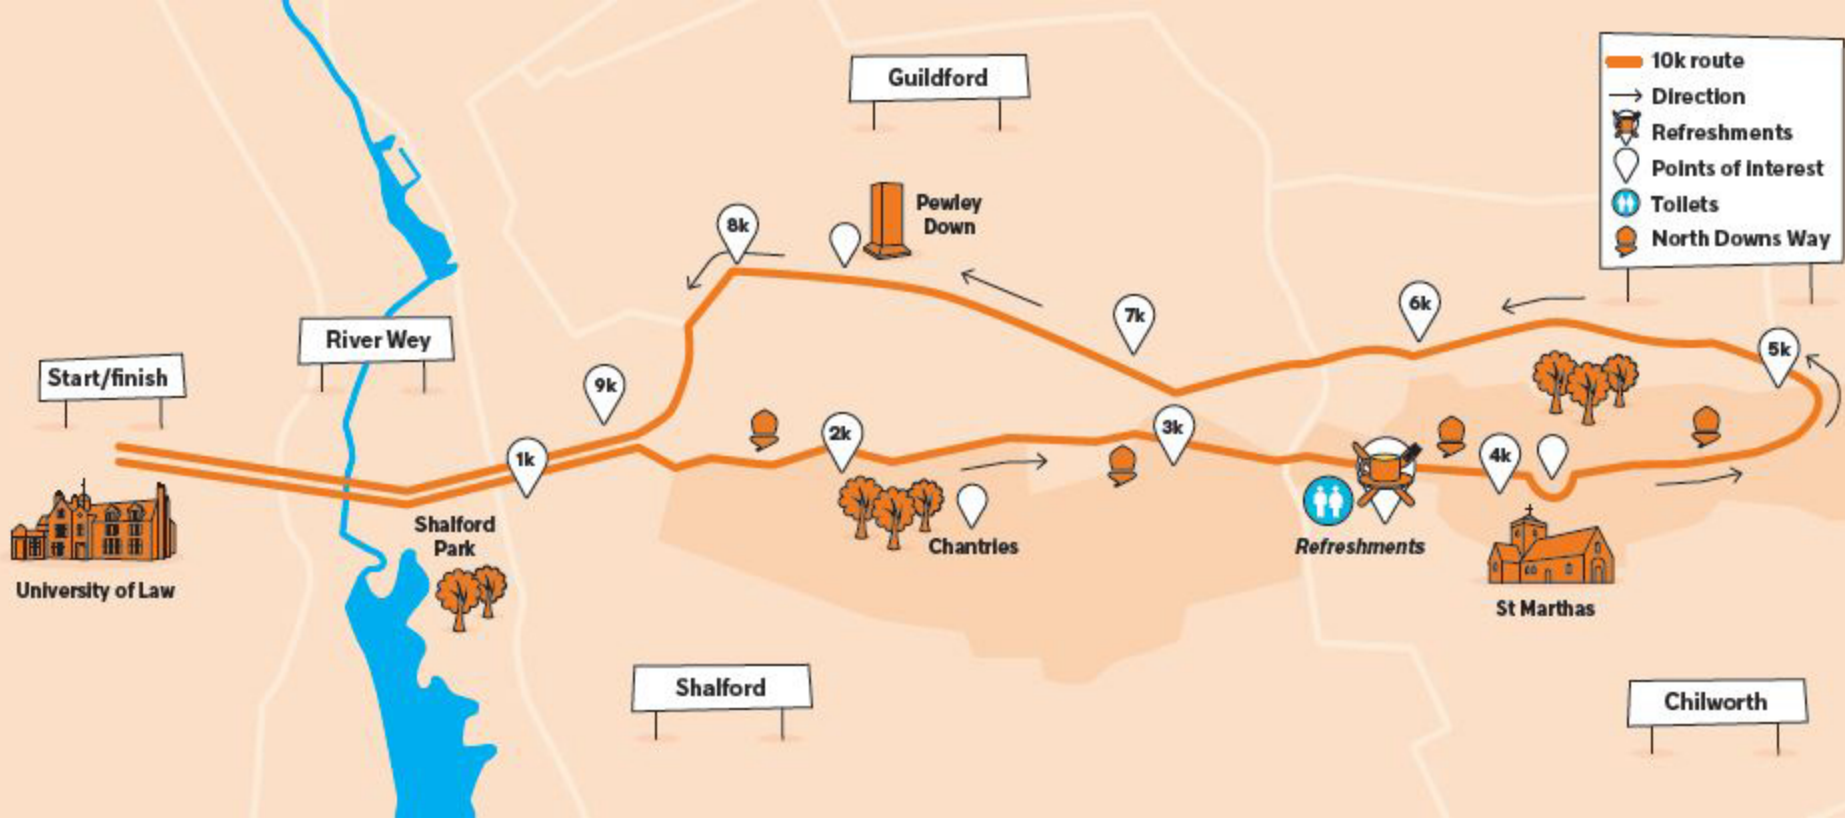 Guildford
10k route
Direction
Refreshments
Points of interest
Toilets
North Downs Way
Pewley
Down
8k
7k
6k
5k
River Wey
Start/finish
9k
1k
2k
3k
4k
Shalford
Park
Chantries
Refreshments
University of Law
St Marthas
Shalford
Chilworth